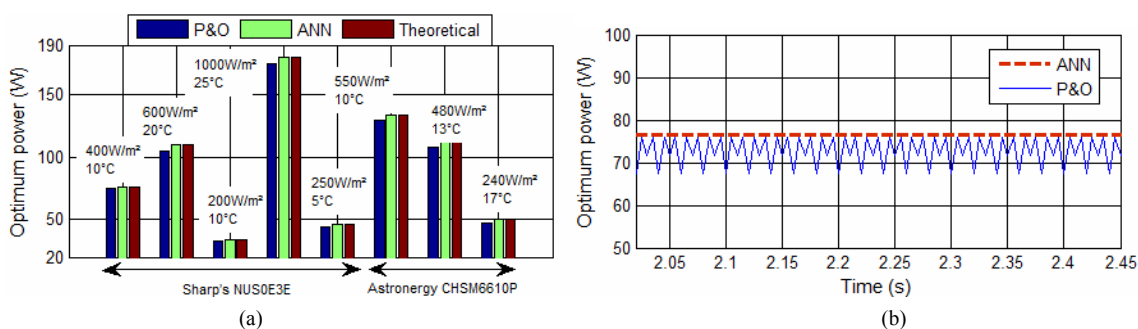 P&O ANN Theoretical
Optimum power (W)
190
150
100
50
20
400W/m²
10°C
600W/m²
20°C
200W/m²
10°C
1000W/m²
25°C
250W/m²
5°C
550W/m²
10°C
480W/m²
13°C
240W/m²
17°C
Sharp's NUS0E3E
Astronergy CHSM6610P
(a)
Optimum power (W)
100
90
80
70
60
50
ANN
P&O
2.05 2.1 2.15 2.2 2.25 2.3 2.35 2.4 2.45
Time (s)
(b)